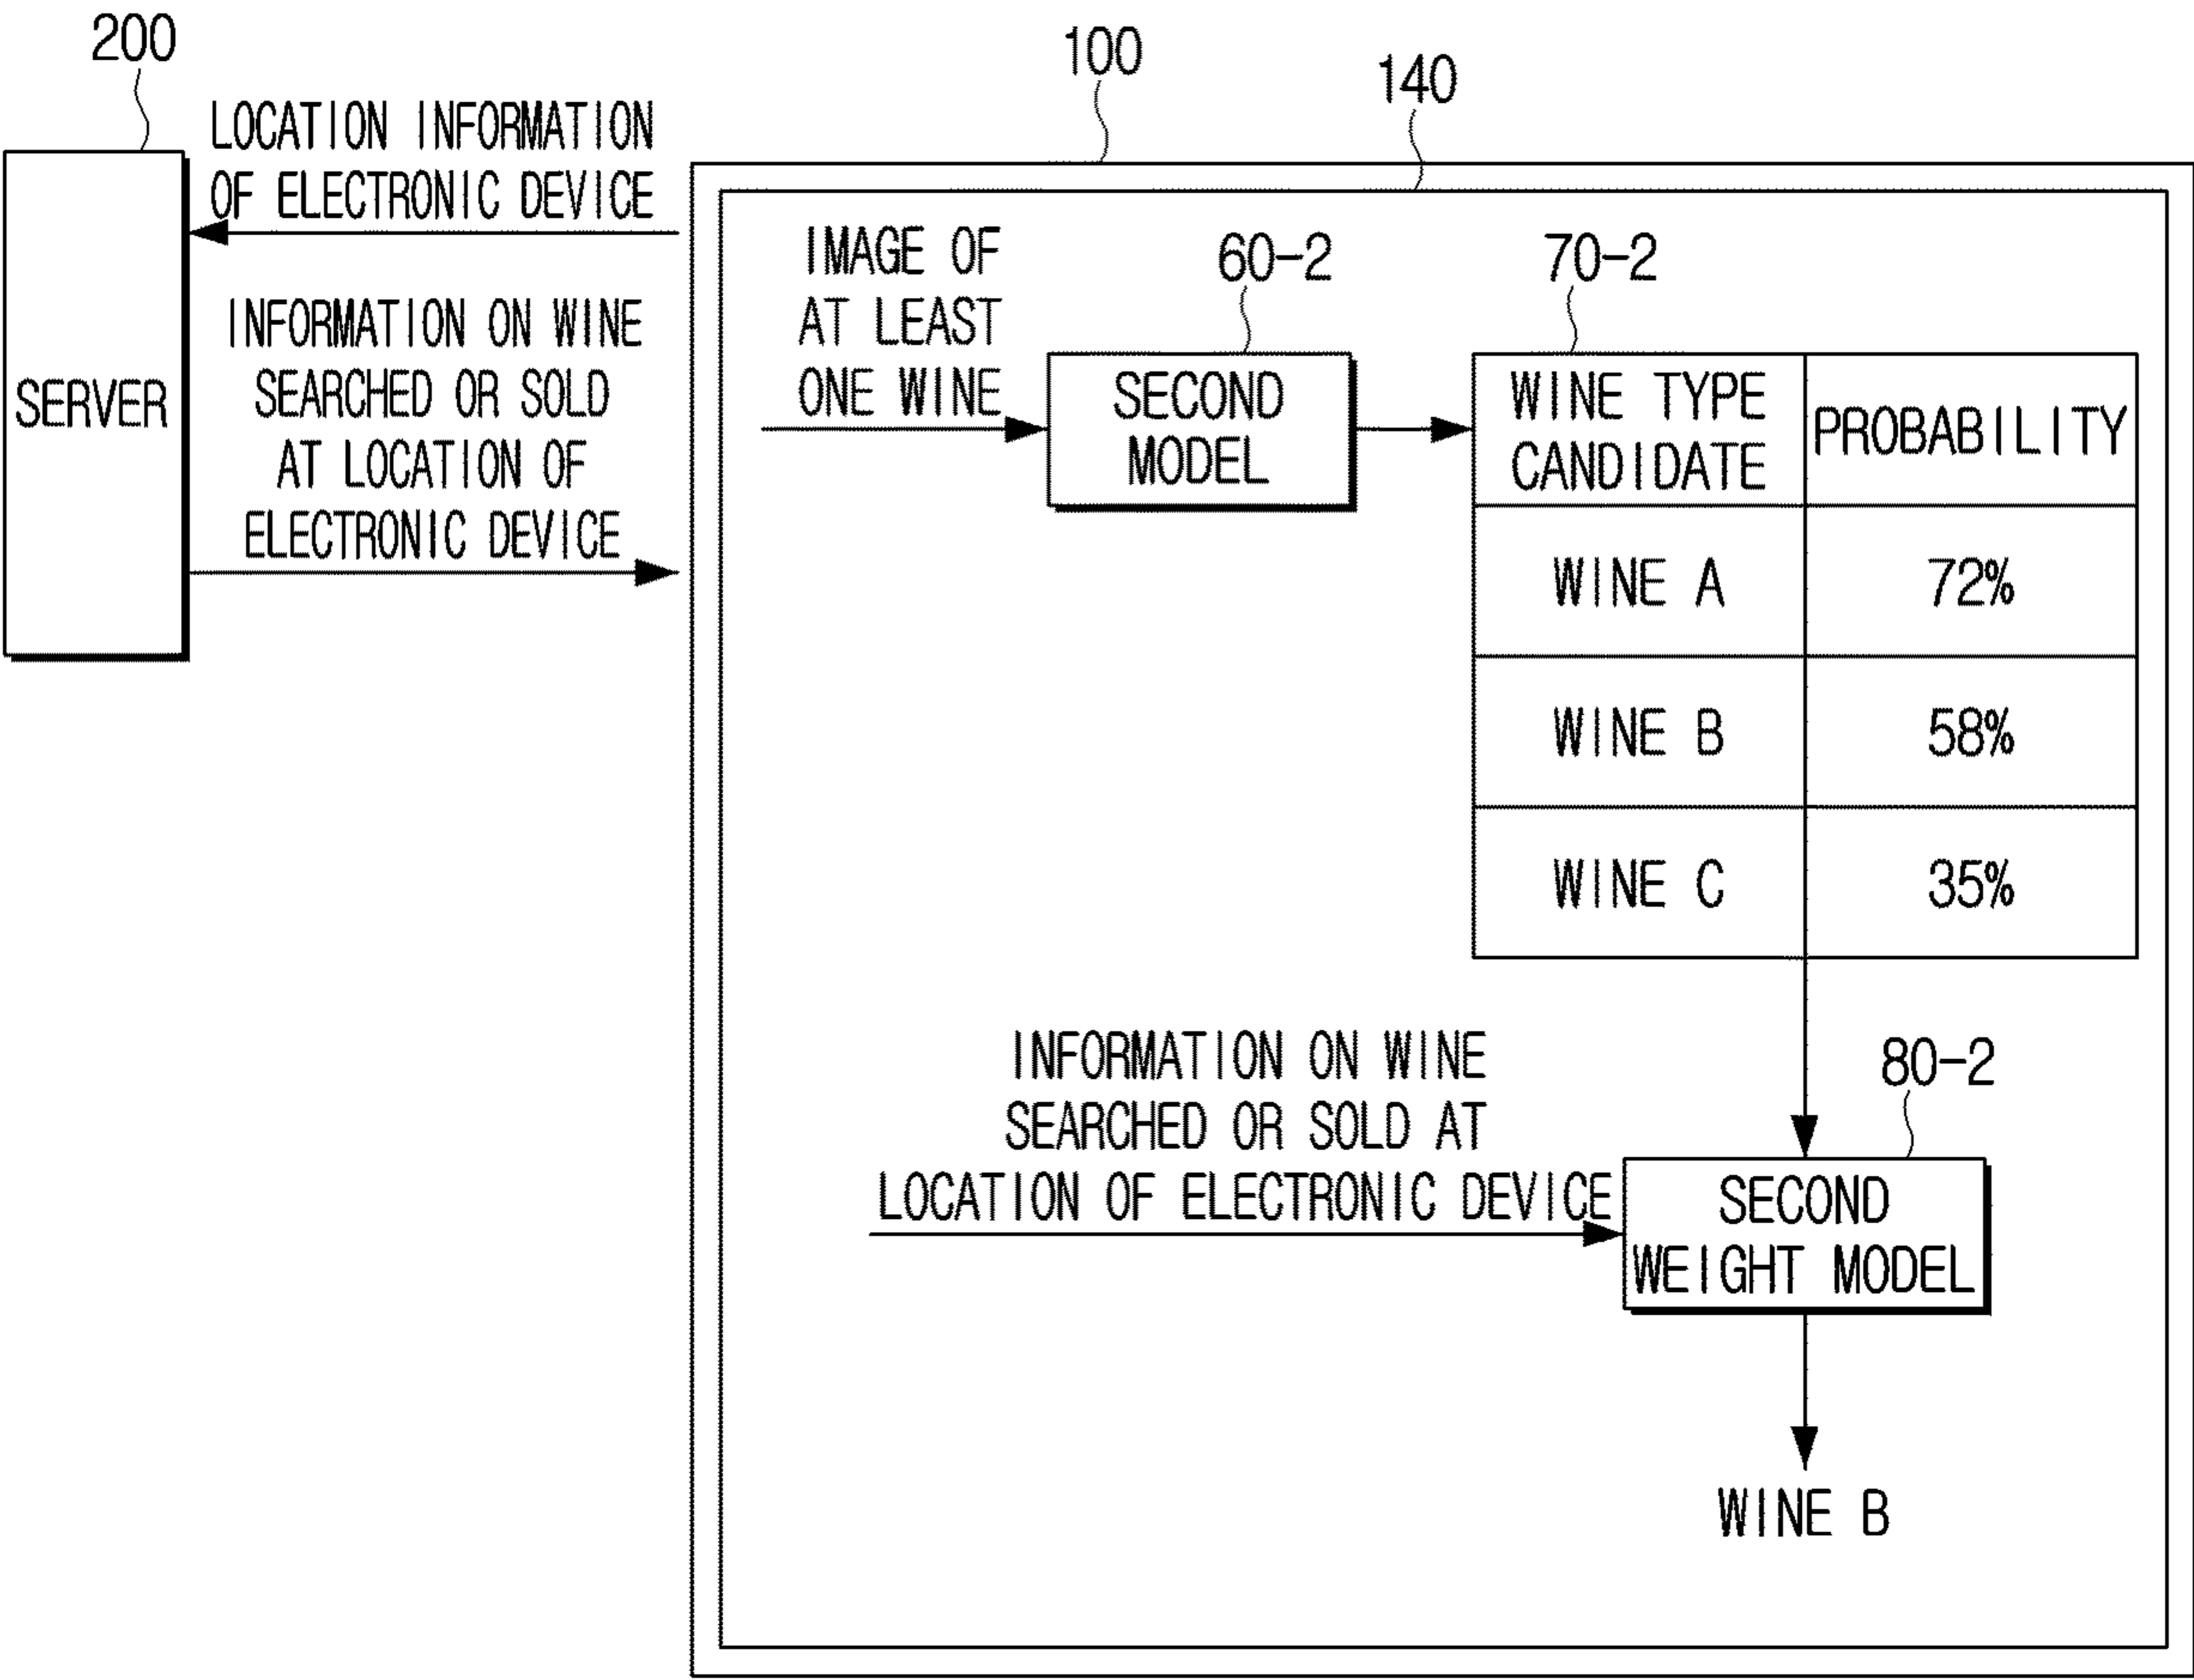 200
100
140
LOCATION INFORMATION
OF ELECTRONIC DEVICE
INFORMATION ON WINE
SEARCHED OR SOLD
AT LOCATION OF
ELECTRONIC DEVICE
SERVER
IMAGE OF
AT LEAST
ONE WINE
60-2
SECOND
MODEL
70-2
WINE TYPE
CANDIDATE
PROBABILITY
WINE A 72%
WINE B 58%
WINE C 35%
INFORMATION ON WINE
SEARCHED OR SOLD AT
LOCATION OF ELECTRONIC DEVICE
80-2
SECOND
WEIGHT MODEL
WINE B